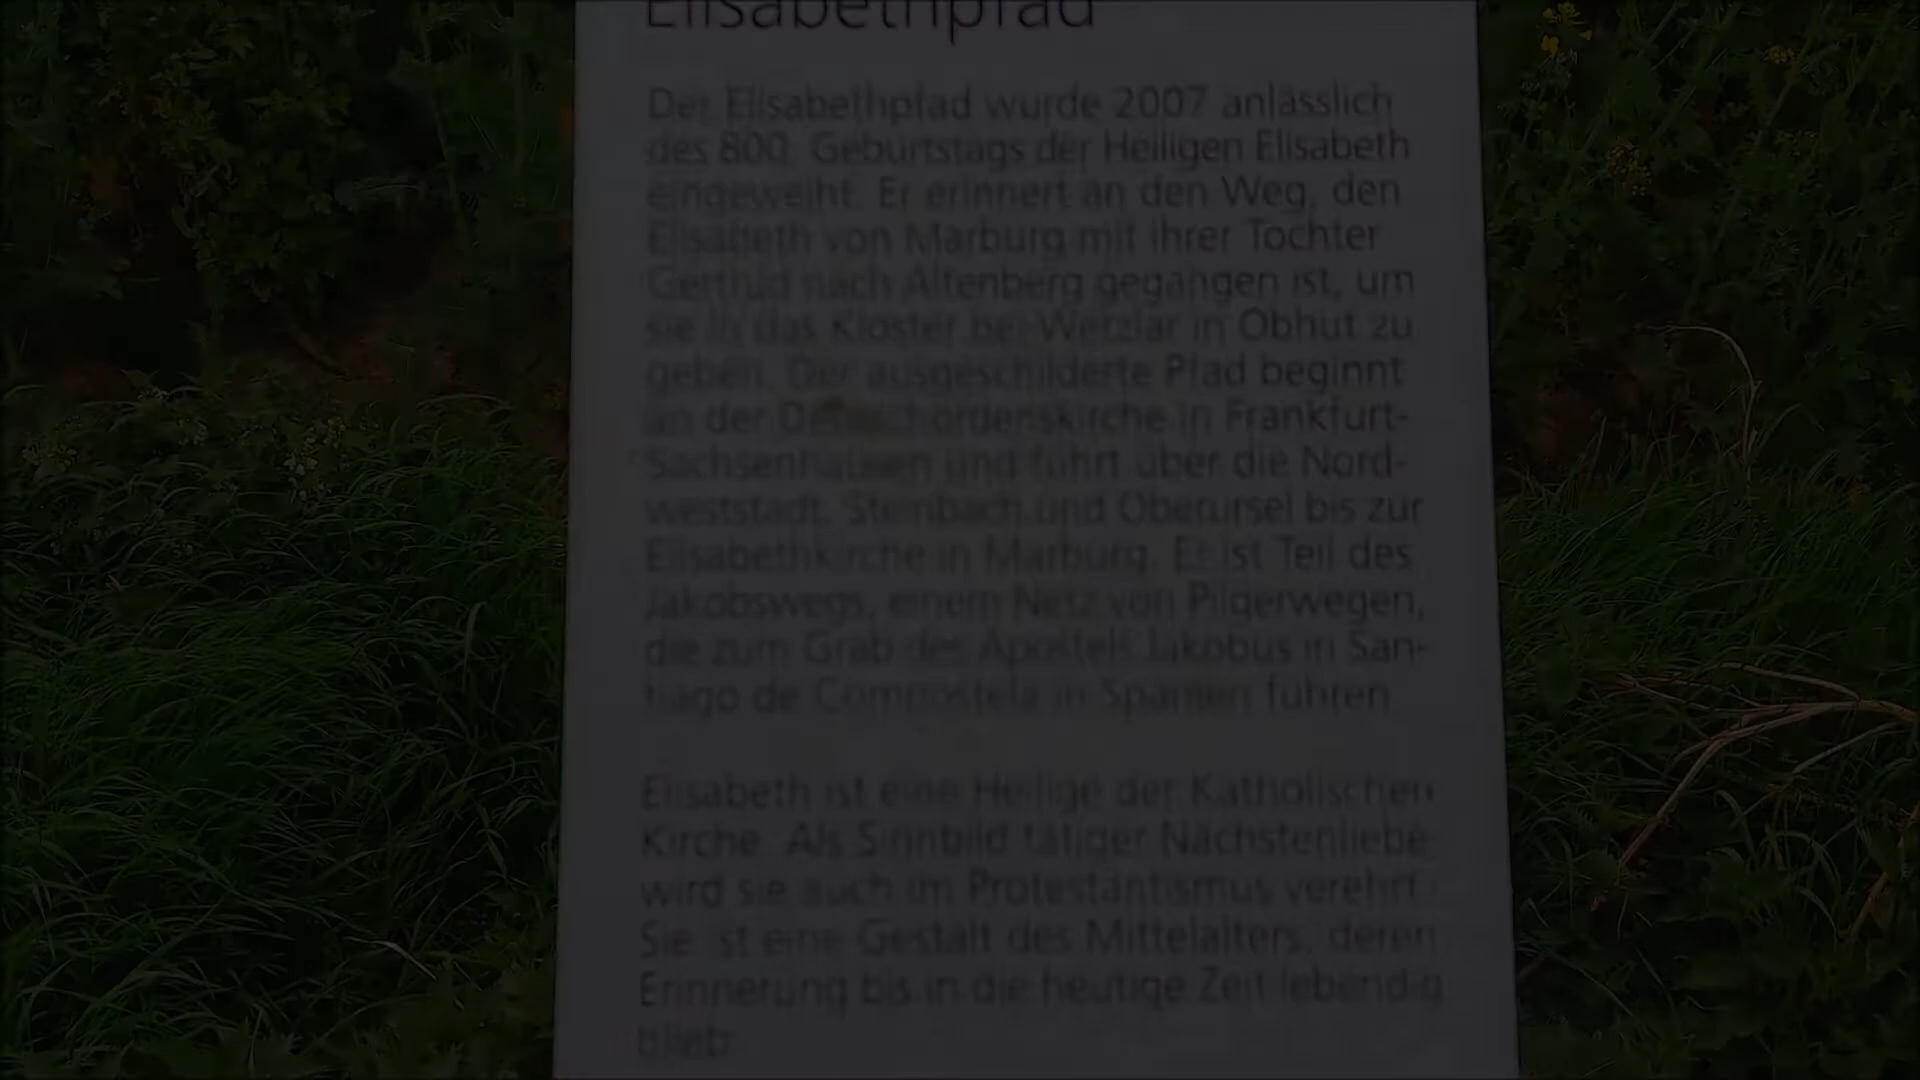 Elisabethpfad
Der Elisabethpfad wurde 2007 anlässlich
des 800. Geburtstags der Heiligen Elisabeth
eingeweiht. Er erinnert an den Weg, den
Elisabeth von Marburg mit ihrer Tochter
Gertrud nach Altenberg gegangen ist, um
sie in das Kloster bei Wetzlar in Obhut zu
geben. Der ausgeschilderte Pfad beginnt
an der Deutschordenskirche in Frankfurt-
Sachsenhausen und führt über die Nord-
weststadt, Steinbach und Oberursel bis zur
Elisabethkirche in Marburg. Er ist Teil des
Jakobswegs, einem Netz von Pilgerwegen,
die zum Grab des Apostels Jakobus in San-
tiago de Compostela in Spanien führen.
Elisabeth ist eine Heilige der Katholischen
Kirche. Als Sinnbild tätiger Nächstenliebe
wird sie auch im Protestantismus verehrt.
Sie ist eine Gestalt des Mittelalters, deren
Erinnerung bis in die heutige Zeit lebendig
blieb.